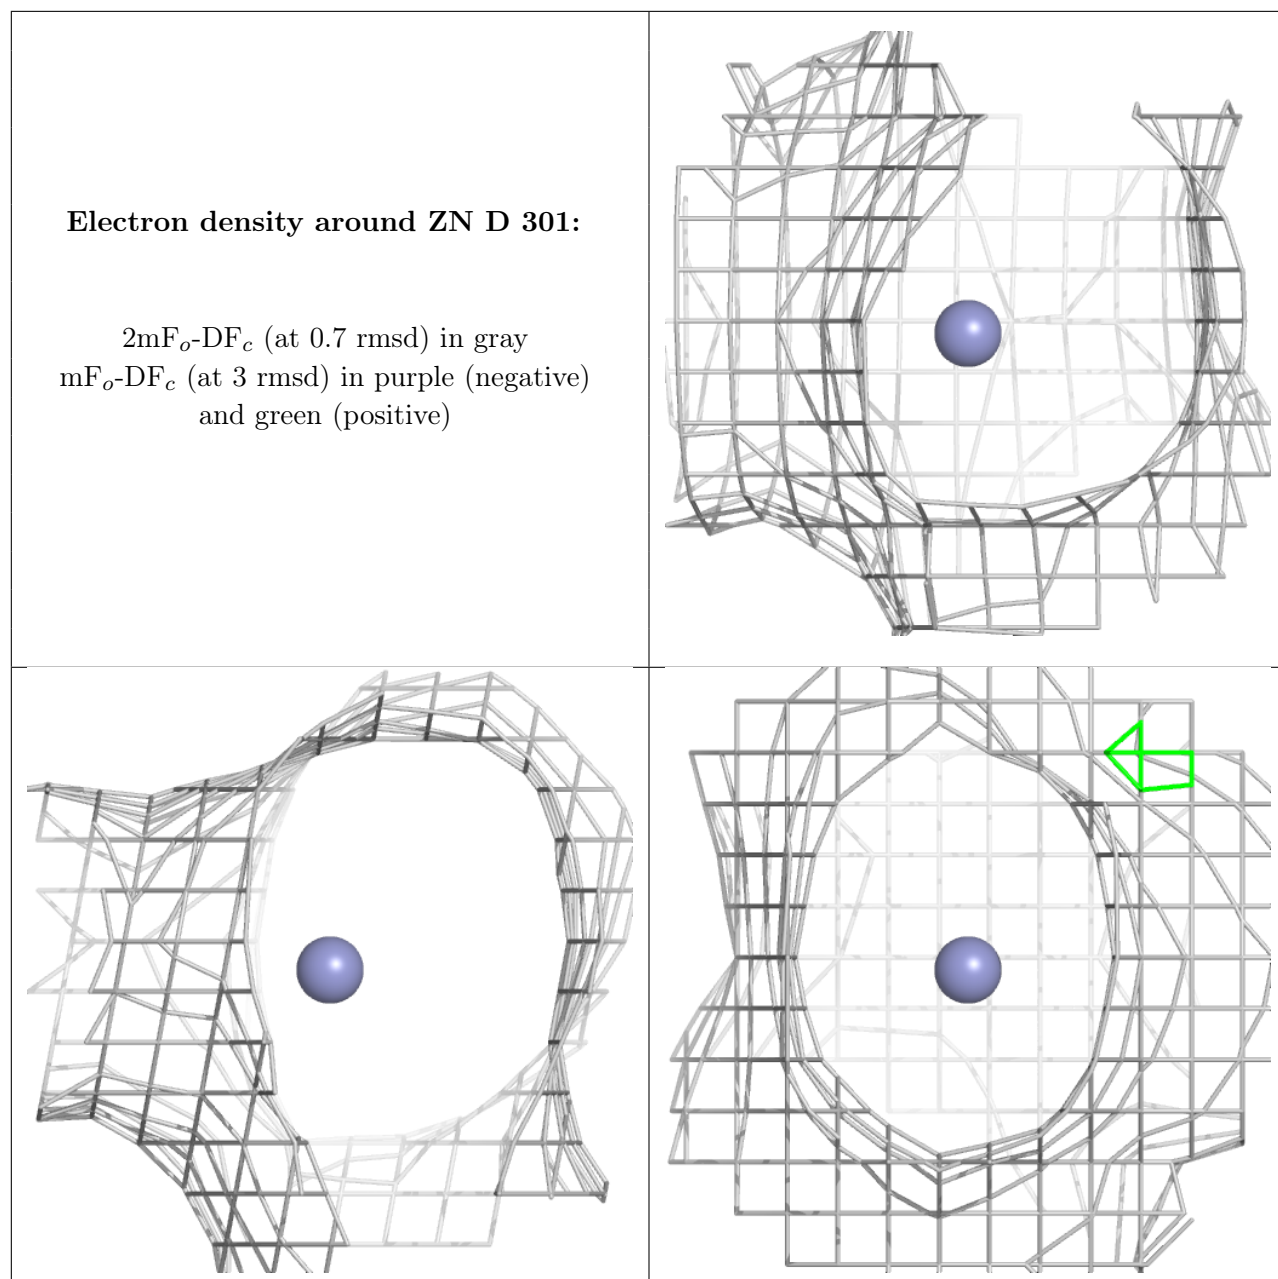 Electron density around ZN D 301:
2mFo-DFc (at 0.7 rmsd) in gray
mFo-DFc (at 3 rmsd) in purple (negative)
and green (positive)